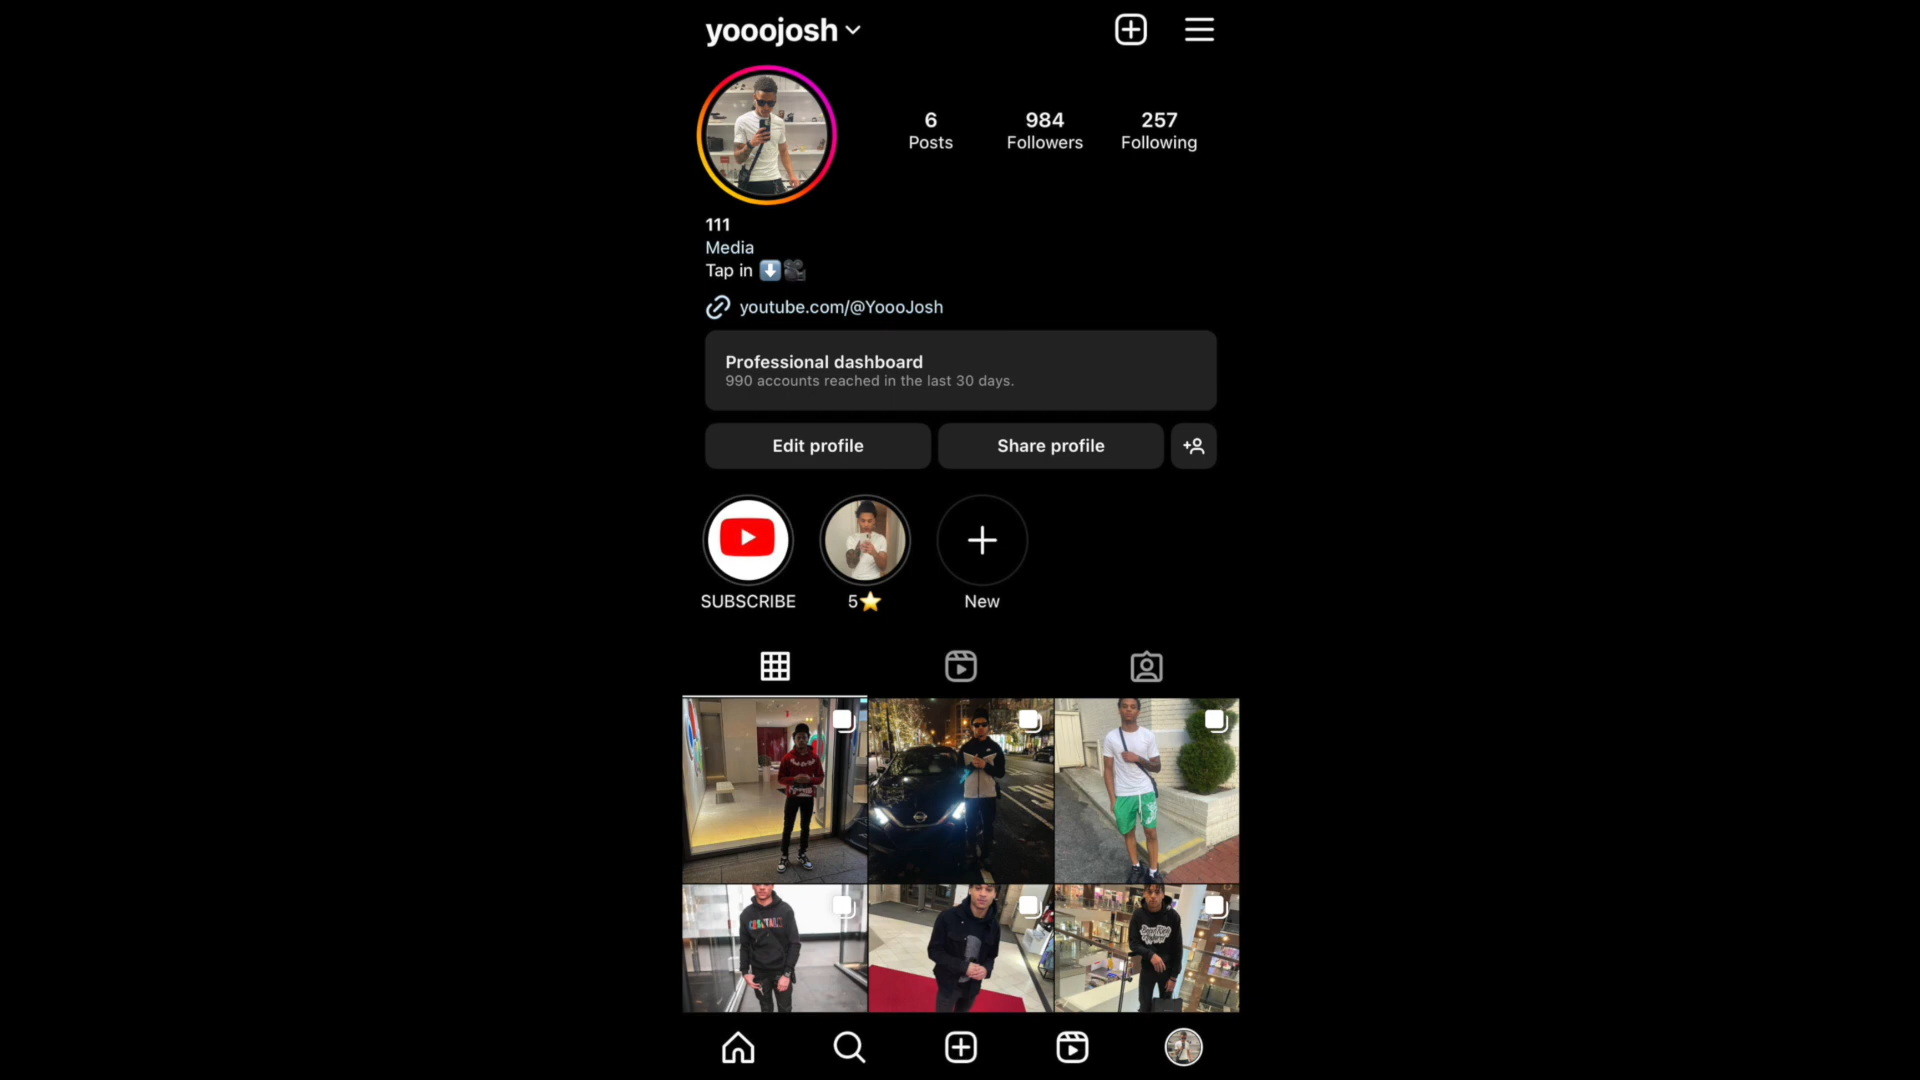 yooojosh
6
984
257
Posts
Followers
Following
111
Media
Tap in ⬇️🎥
youtube.com/@YoooJosh
Professional dashboard
990 accounts reached in the last 30 days.
Edit profile
Share profile
SUBSCRIBE
5⭐
New